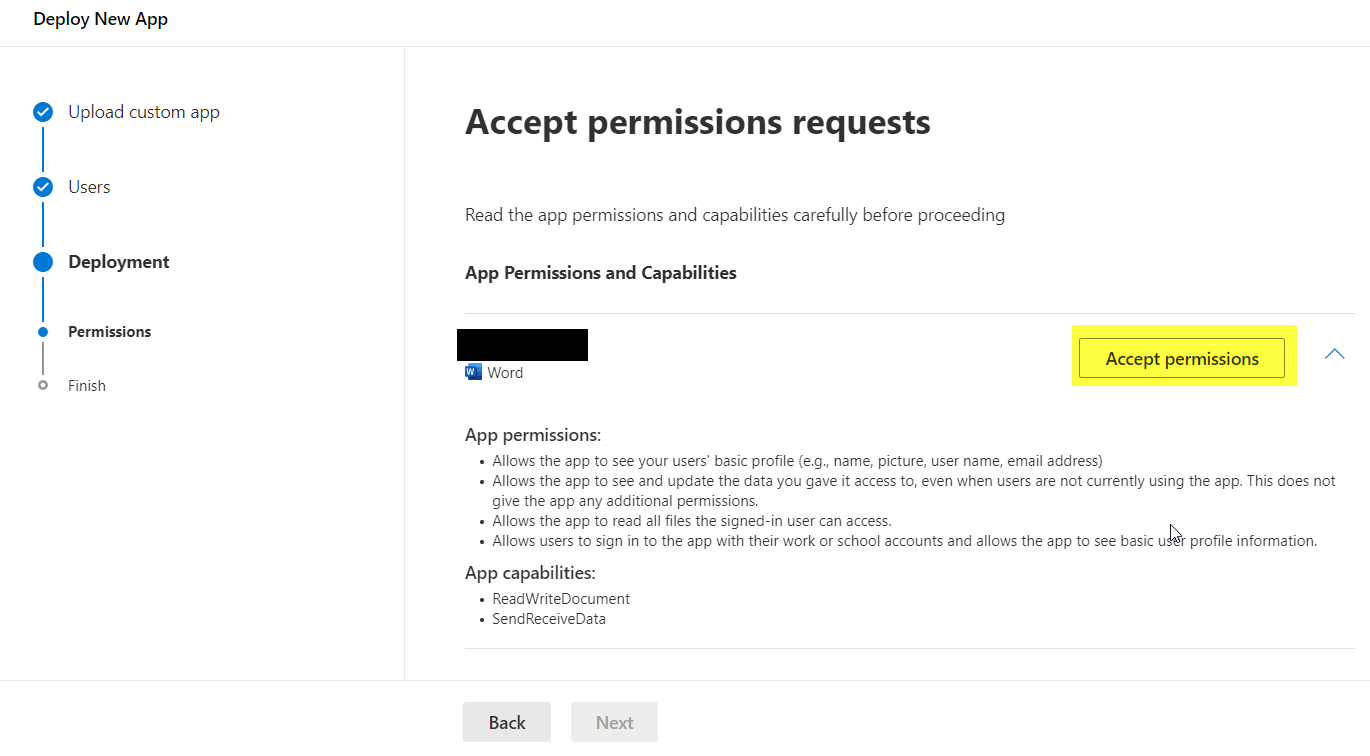 Deploy New App
Upload custom app
Users
Deployment
Permissions
Finish
Accept permissions requests
Read the app permissions and capabilities carefully before proceeding
App Permissions and Capabilities
Word
Accept permissions
App permissions:
• Allows the app to see your users' basic profile (e.g., name, picture, user name, email address)
• Allows the app to see and update the data you gave it access to, even when users are not currently using the app. This does not
give the app any additional permissions.
• Allows the app to read all files the signed-in user can access.
• Allows users to sign in to the app with their work or school accounts and allows the app to see basic user profile information.
App capabilities:
• ReadWriteDocument
• SendReceiveData
Back
Next